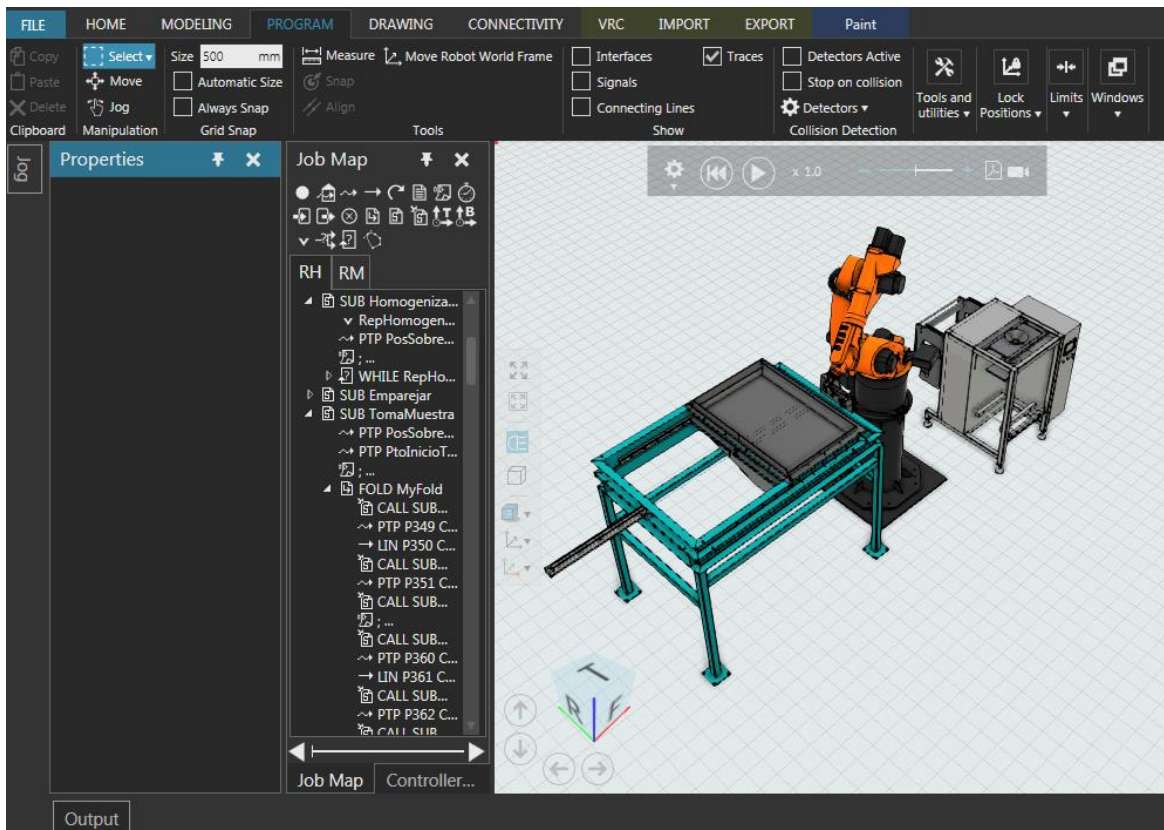 FILE HOME MODELING PROGRAM DRAWING CONNECTIVITY VRC IMPORT EXPORT Paint
Copy Select Size 500 mm Measure Move Robot World Frame Interfaces Traces Detectors Active
Paste Move Automatic Size Snap Signals Stop on collision
Delete Jog Always Snap Align Connecting Lines Detectors
Tools and utilities Lock Positions Limits Windows
Clipboard Manipulation Grid Snap Tools Show Collision Detection
Jog
Properties
Job Map
x 1.0
RH RM
SUB Homogeniza...
RepHomogen...
PTP PosSobre...
; ...
WHILE RepHo...
SUB Emparejar
SUB TomaMuestra
PTP PosSobre...
PTP PtoInicioT...
; ...
FOLD MyFold
CALL SUB...
PTP P349 C...
LIN P350 C...
CALL SUB...
PTP P351 C...
CALL SUB...
; ...
CALL SUB...
PTP P360 C...
LIN P361 C...
CALL SUB...
PTP P362 C...
CALL SUB
T
R F
Job Map Controller...
Output